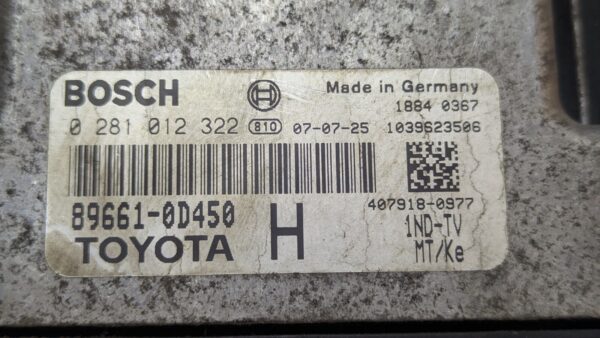 BOSCH Made in Germany
1884 0367
0 281 012 322 810 07-07-25 1039623506
407918-0977
89661-0D450 H 1ND-TV
TOYOTA MT/Ke